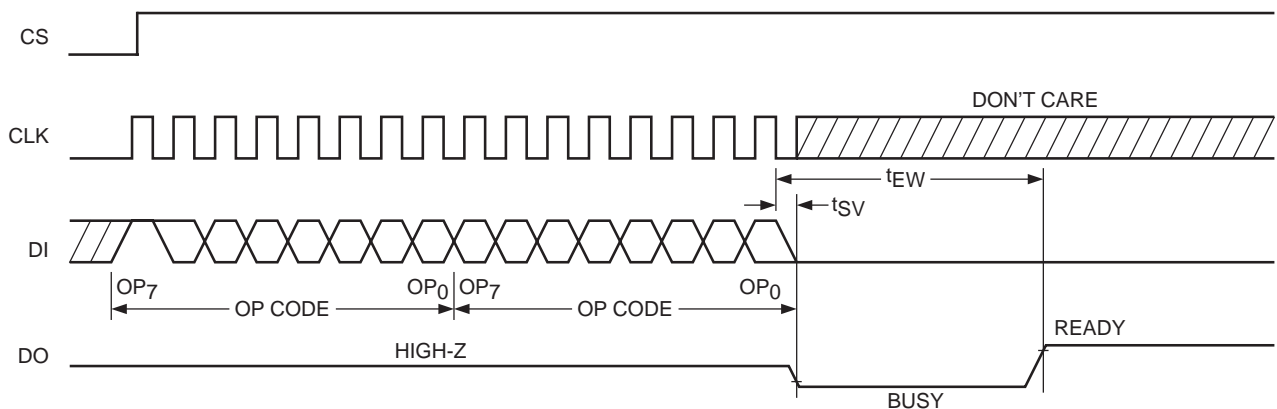 CS
DON'T CARE
CLK
tEW
tSV
DI
OP7 OP0 OP7 OP0
OP CODE OP CODE
READY
HIGH-Z
DO
BUSY